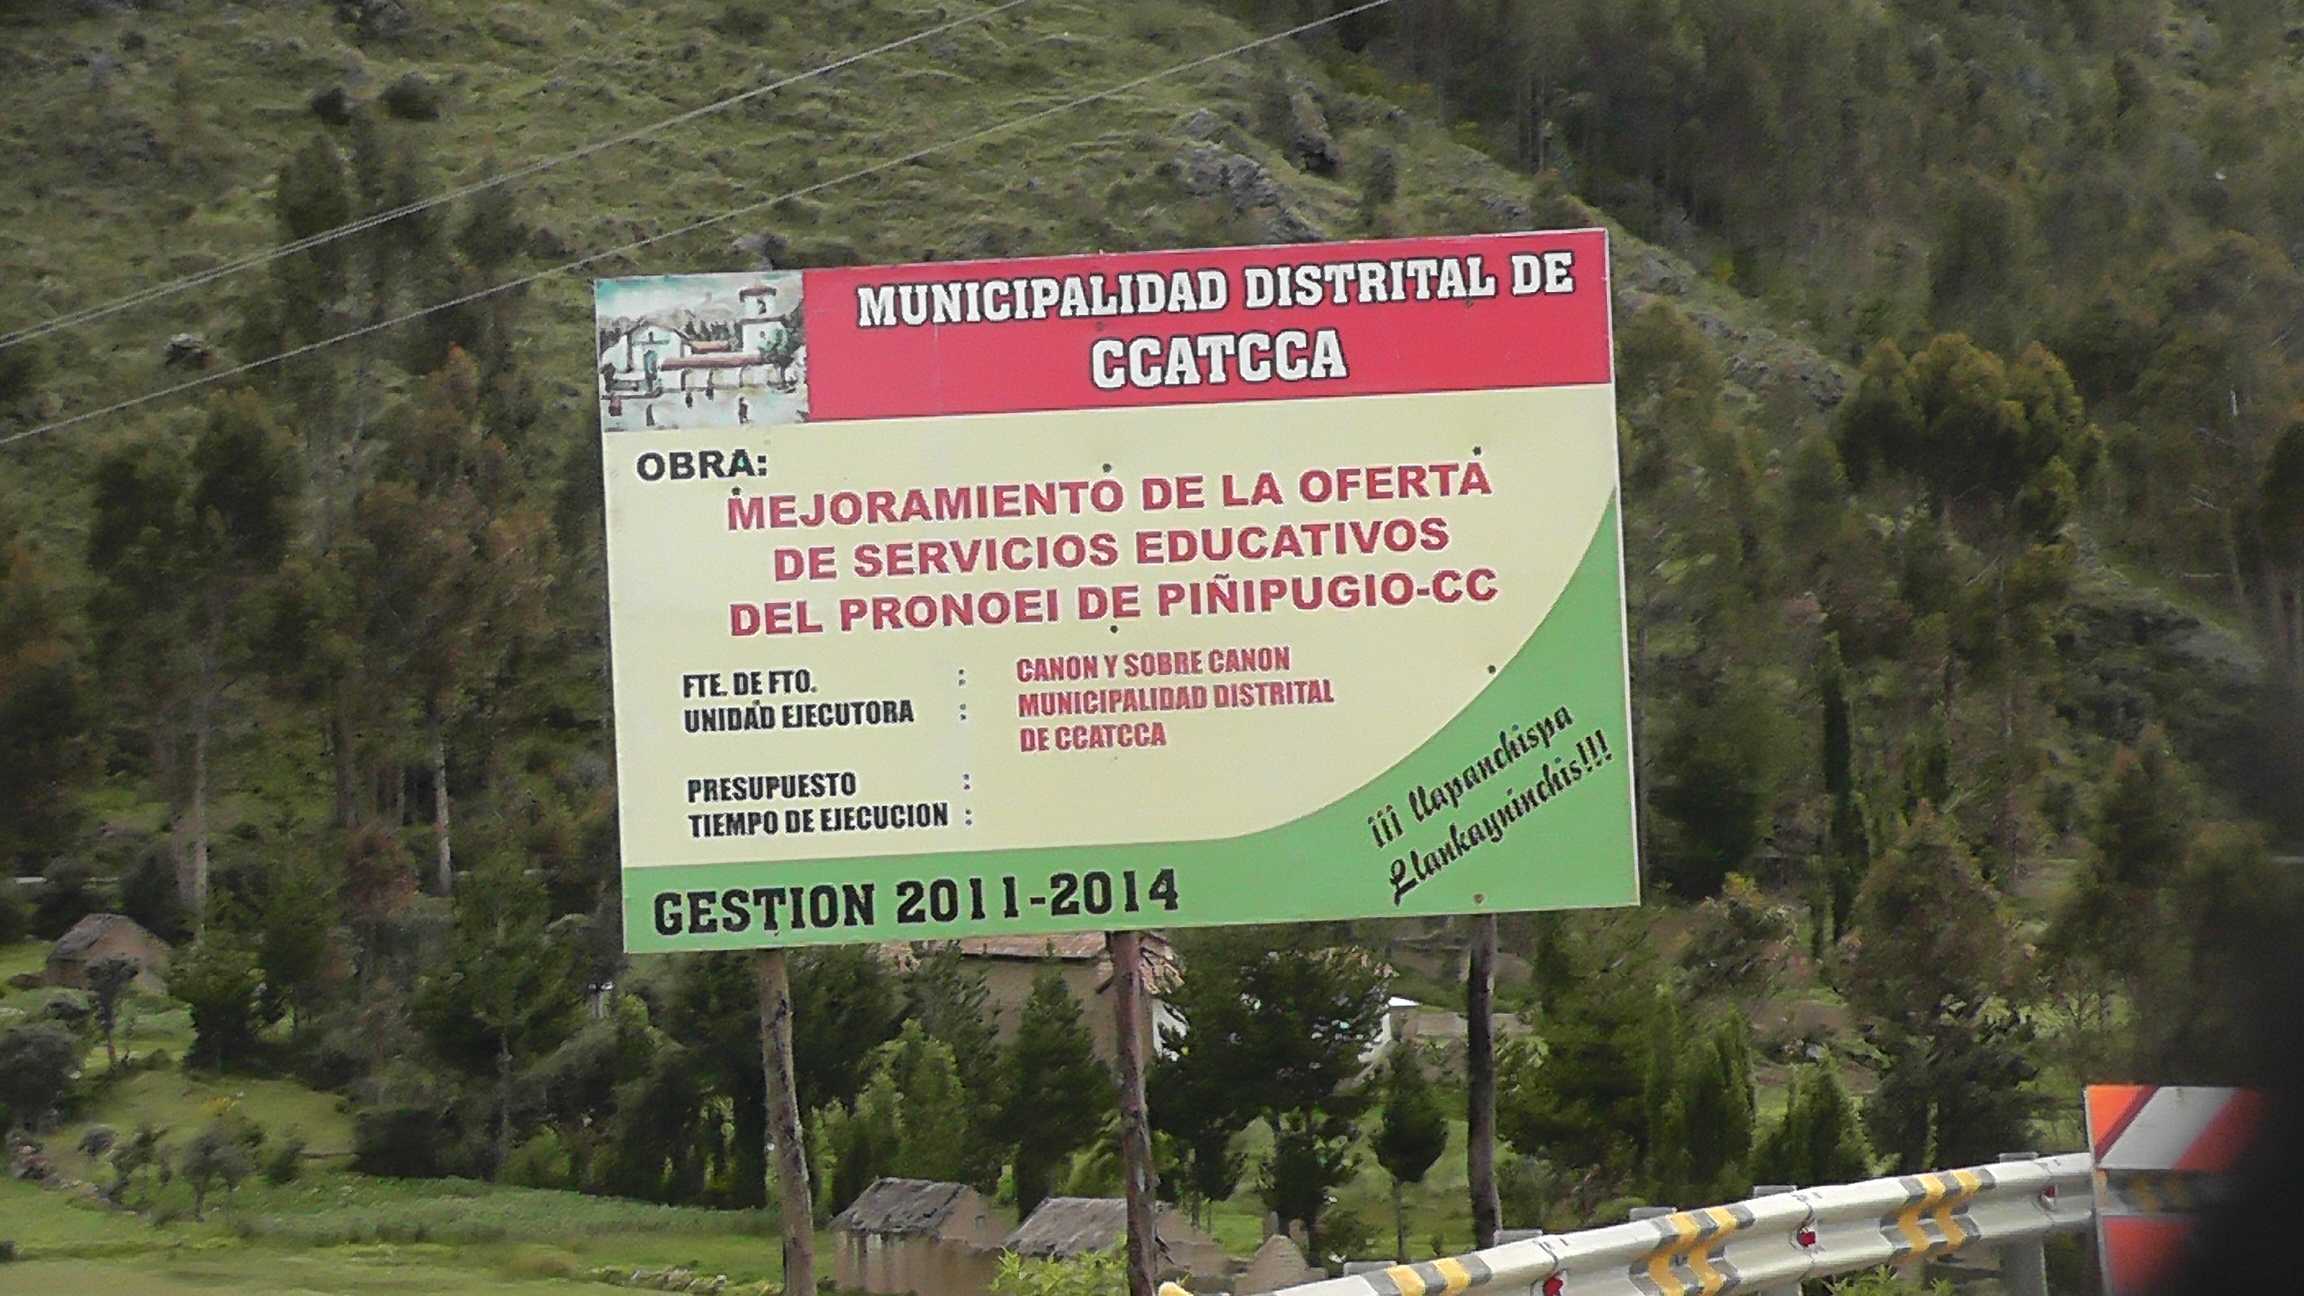 MUNICIPALIDAD DISTRITAL DE
CCATCCA
OBRA:
MEJORAMIENTO DE LA OFERTA
DE SERVICIOS EDUCATIVOS
DEL PRONOEI DE PIÑIPUGIO-CC
FTE. DE FTO. : CANON Y SOBRE CANON
UNIDAD EJECUTORA : MUNICIPALIDAD DISTRITAL
DE CCATCCA
PRESUPUESTO :
TIEMPO DE EJECUCION :
¡¡¡ llapanchispa
Llankayninchis!!!
GESTION 2011-2014